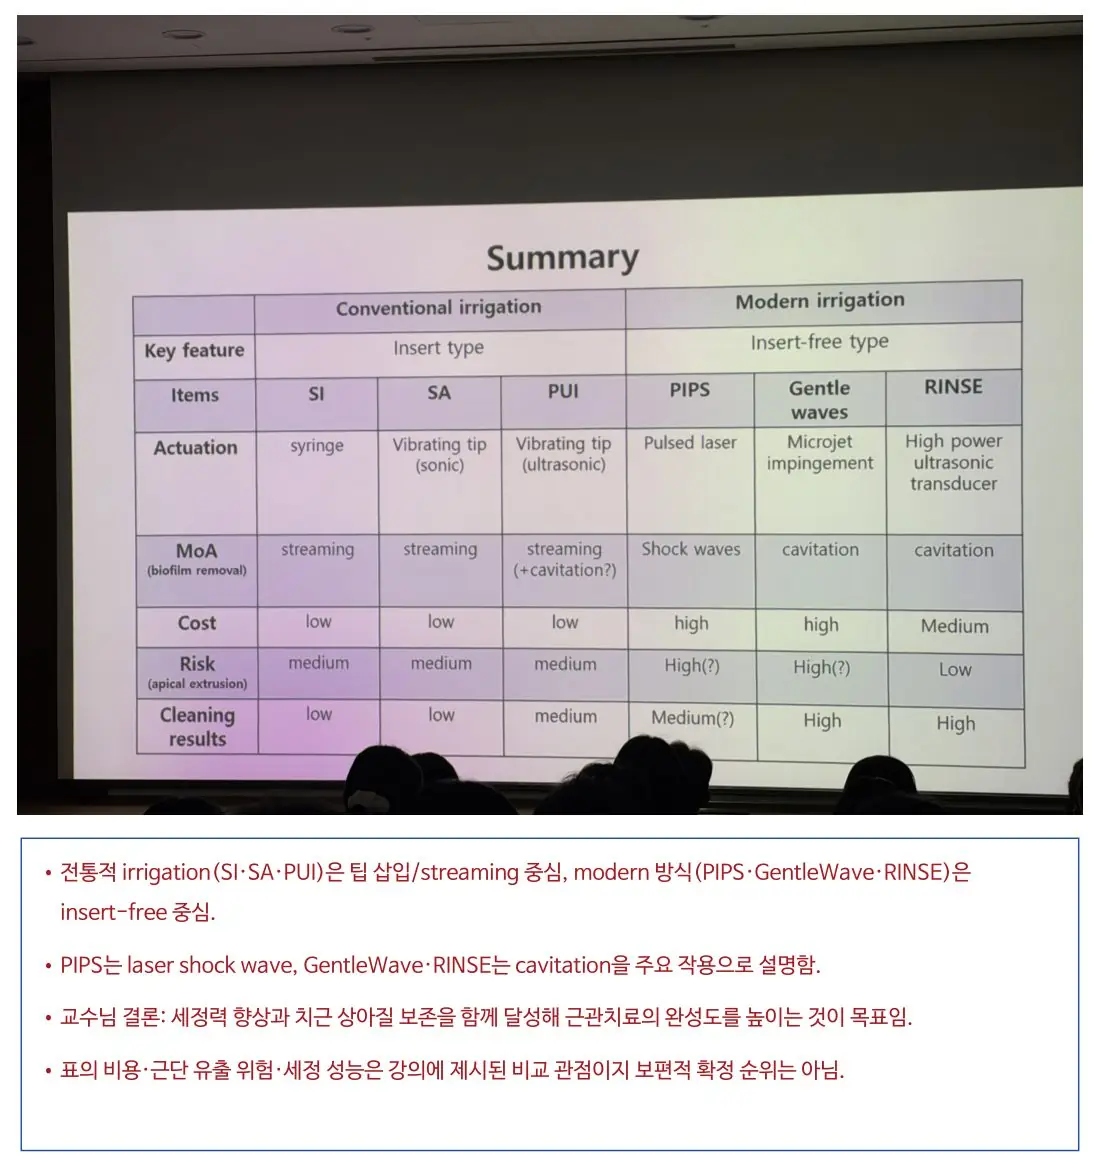 Summary
Conventional irrigation
Modern irrigation
Key feature
Insert type
Insert-free type
Items
SI
SA
PUI
PIPS
Gentle
waves
RINSE
Actuation
syringe
Vibrating tip
(sonic)
Vibrating tip
(ultrasonic)
Pulsed laser
Microjet
impingement
High power
ultrasonic
transducer
MoA
(biofilm removal)
streaming
streaming
streaming
(+cavitation?)
Shock waves
cavitation
cavitation
Cost
low
low
low
high
high
Medium
Risk
(apical extrusion)
medium
medium
medium
High(?)
High(?)
Low
Cleaning
results
low
low
medium
Medium(?)
High
High
• 전통적 irrigation(SI·SA·PUI)은 팁 삽입/streaming 중심, modern 방식(PIPS·GentleWave·RINSE)은
insert-free 중심.
• PIPS는 laser shock wave, GentleWave·RINSE는 cavitation을 주요 작용으로 설명함.
• 교수님 결론: 세정력 향상과 치근 상아질 보존을 함께 달성해 근관치료의 완성도를 높이는 것이 목표임.
• 표의 비용·근단 유출 위험·세정 성능은 강의에 제시된 비교 관점이지 보편적 확정 순위는 아님.